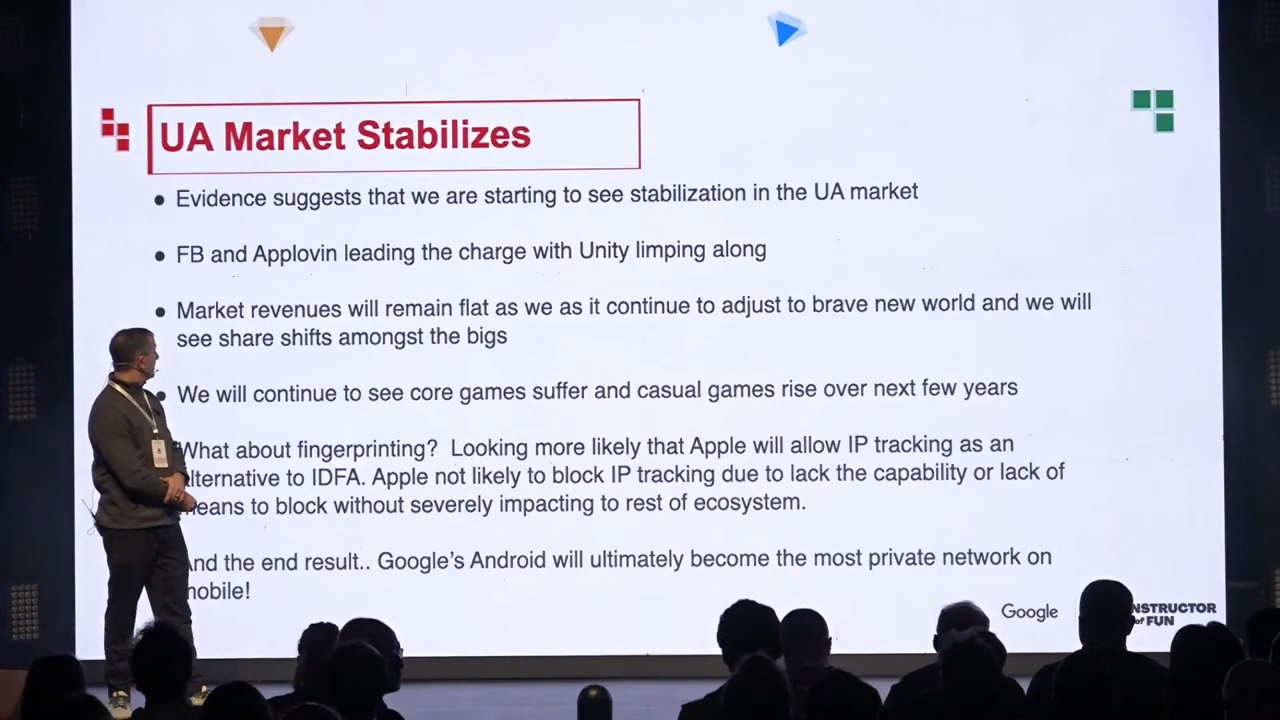 UA Market Stabilizes
● Evidence suggests that we are starting to see stabilization in the UA market
● FB and Applovin leading the charge with Unity limping along
● Market revenues will remain flat as we as it continue to adjust to brave new world and we will
see share shifts amongst the bigs
● We will continue to see core games suffer and casual games rise over next few years
What about fingerprinting? Looking more likely that Apple will allow IP tracking as an
lternative to IDFA. Apple not likely to block IP tracking due to lack the capability or lack of
means to block without severely impacting to rest of ecosystem.
And the end result.. Google's Android will ultimately become the most private network on
mobile!
Google
NSTRUCTOR
of FUN